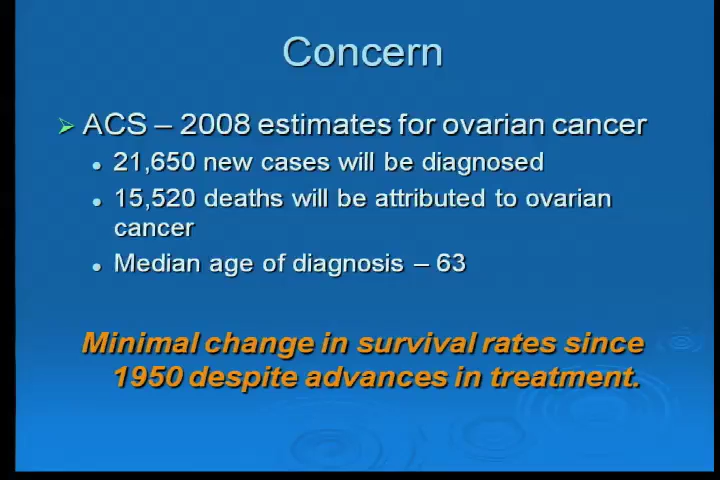 Concern
ACS – 2008 estimates for ovarian cancer
21,650 new cases will be diagnosed
15,520 deaths will be attributed to ovarian
cancer
Median age of diagnosis – 63
Minimal change in survival rates since
1950 despite advances in treatment.